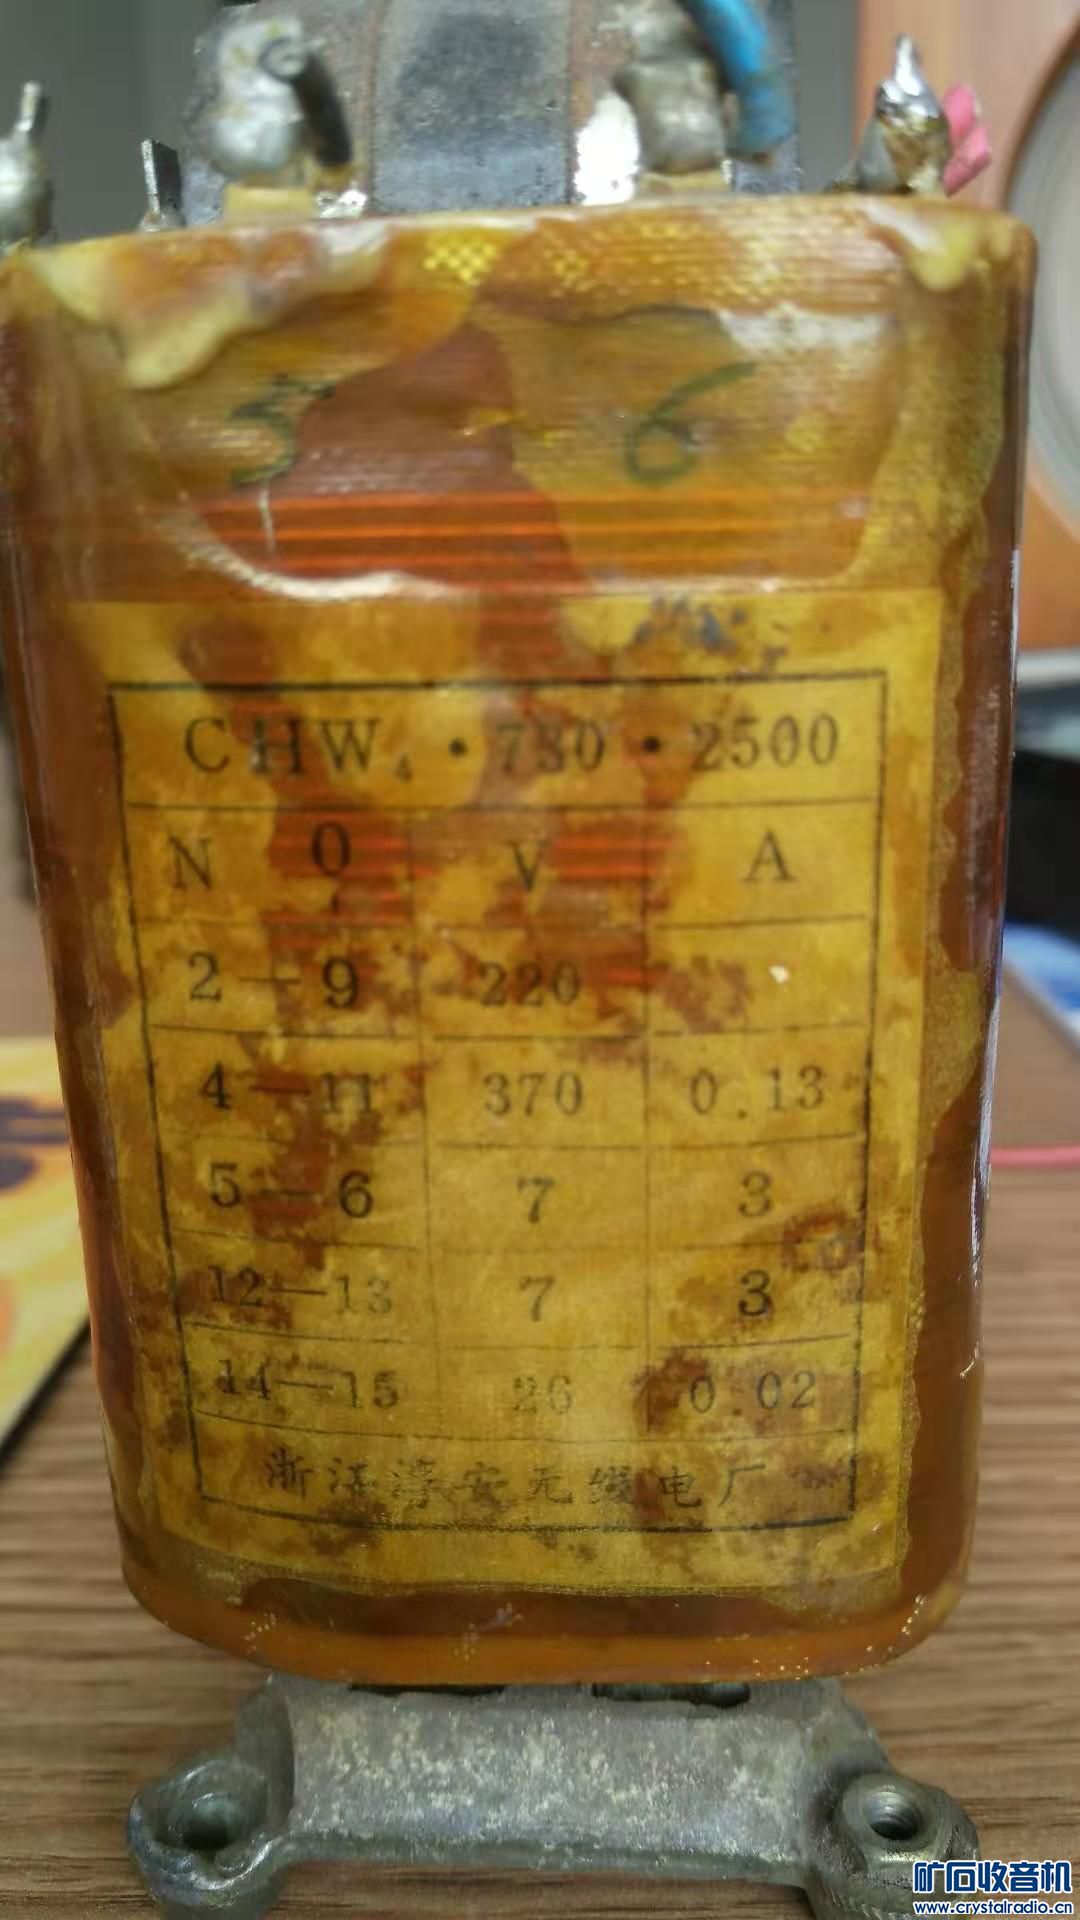 5 6
CHW₄·730·2500
NO V A
2—9 220
4—11 370 0.13
5—6 7 3
12—13 7 3
14—15 26 0.02
浙江淳安无线电厂
矿石收音机
www.crystalradio.cn